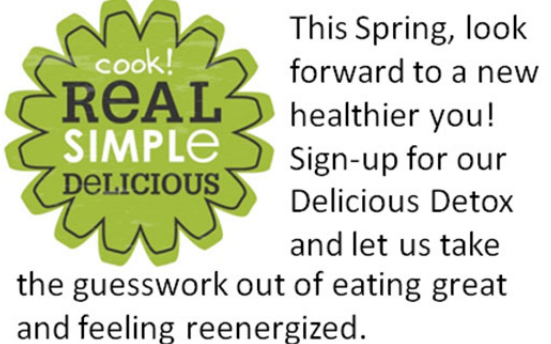 cook!
REAL
SIMPLE
DELICIOUS
This Spring, look
forward to a new
healthier you!
Sign-up for our
Delicious Detox
and let us take
the guesswork out of eating great
and feeling reenergized.